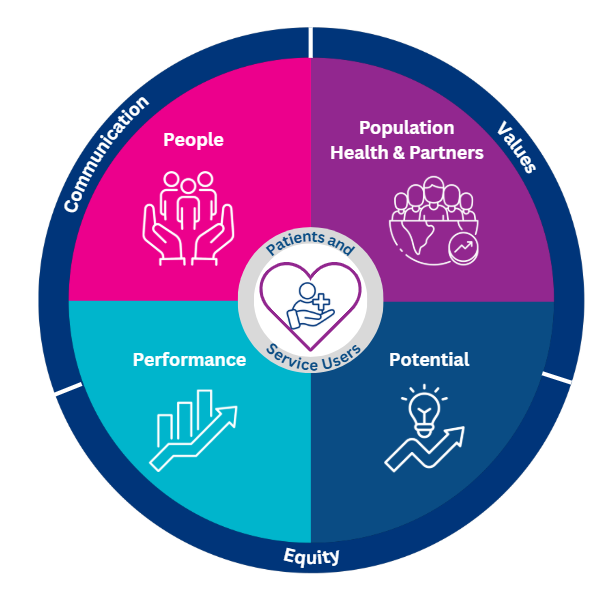 Communication
Values
People
Population
Health & Partners
Patients and
Service Users
Performance
Potential
Equity